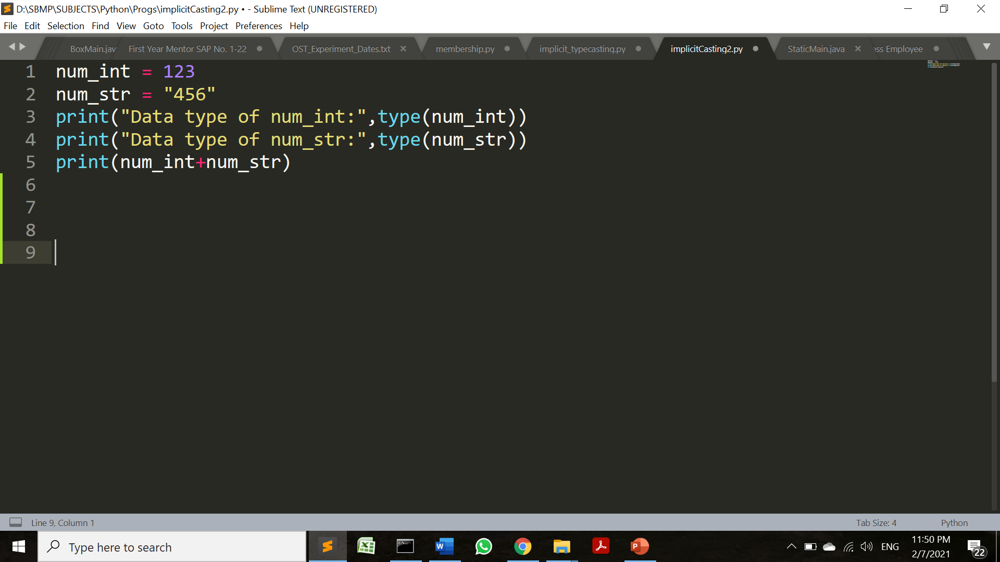 D:\SBMP\SUBJECTS\Python\Progs\implicitCasting2.py • - Sublime Text (UNREGISTERED)
File Edit Selection Find View Goto Tools Project Preferences Help
BoxMain.jav First Year Mentor SAP No. 1-22 OST_Experiment_Dates.txt membership.py implicit_typecasting.py implicitCasting2.py StaticMain.java ass Employee
1 num_int = 123
2 num_str = "456"
3 print("Data type of num_int:",type(num_int))
4 print("Data type of num_str:",type(num_str))
5 print(num_int+num_str)
6
7
8
9
Line 9, Column 1 Tab Size: 4 Python
Type here to search ENG 11:50 PM
2/7/2021 22